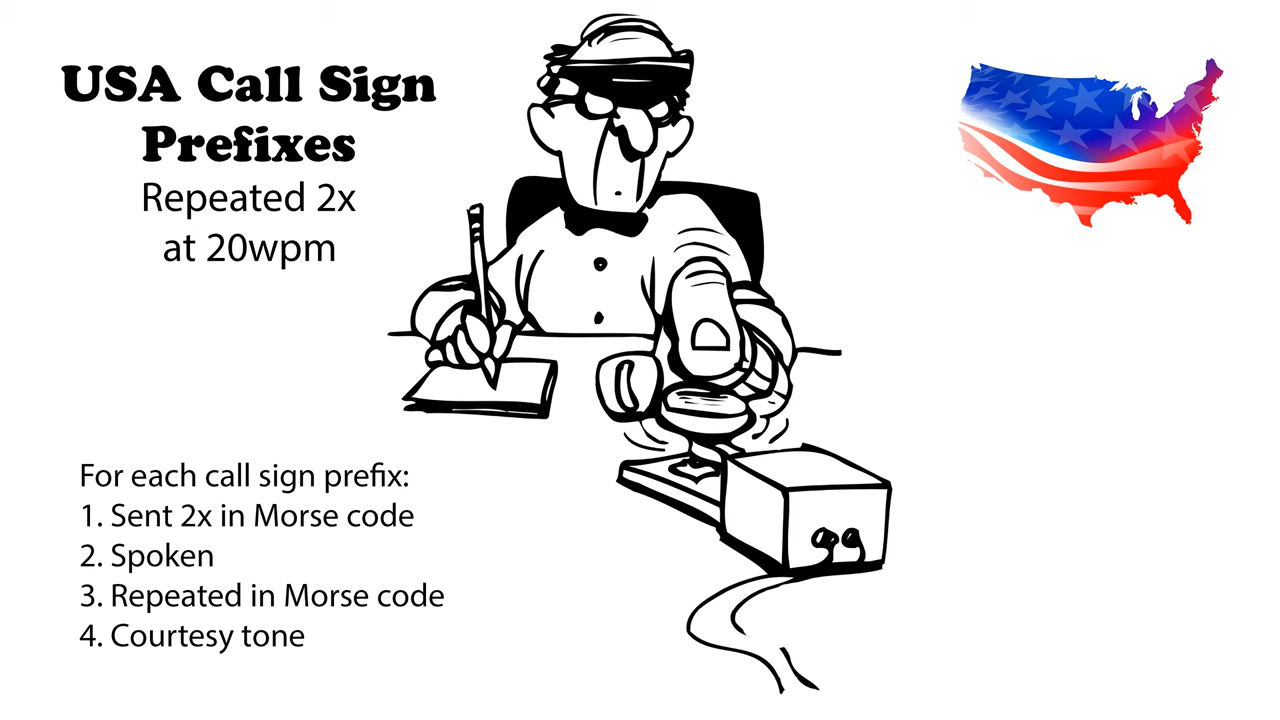 USA Call Sign
Prefixes
Repeated 2x
at 20wpm
For each call sign prefix:
1. Sent 2x in Morse code
2. Spoken
3. Repeated in Morse code
4. Courtesy tone